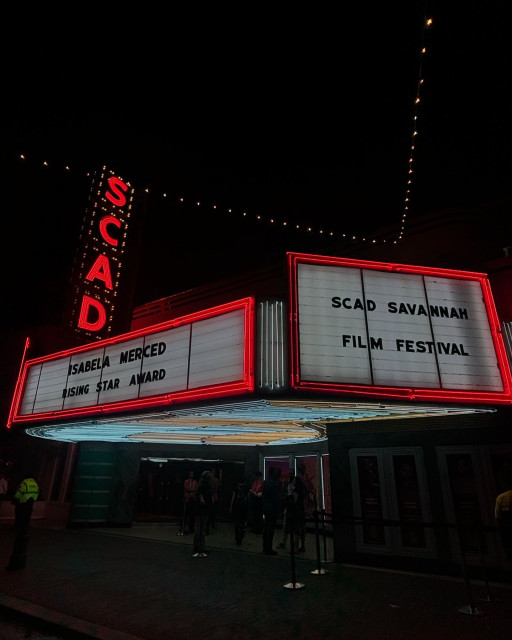 SCAD
ISABELA MERCED
RISING STAR AWARD
SCAD SAVANNAH
FILM FESTIVAL